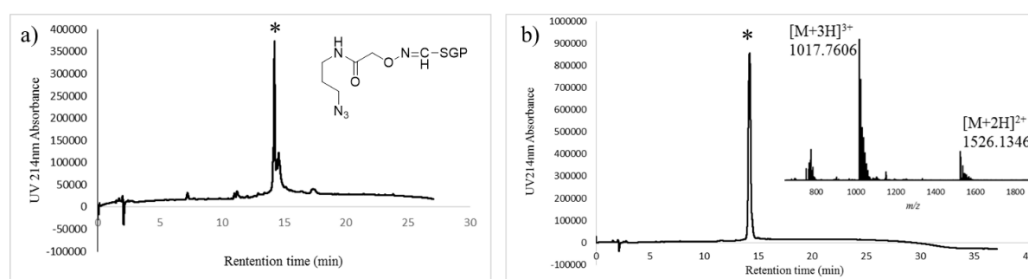 a)
400000
350000
300000
250000
200000
150000
100000
50000
0
-50000
-100000
UV 214nm Absorbance
0 5 10 15 20 25 30
Rentention time (min)
*
H
N
O
O
N
C
H
SGP
N3
b)
1000000
900000
800000
700000
600000
500000
400000
300000
200000
100000
0
-100000
UV214nm Absorbance
0 5 10 15 20 25 30 35 40
Retention time (min)
*
[M+3H]3+
1017.7606
[M+2H]2+
1526.1346
800 1000 1200 1400 1600 1800
m/z